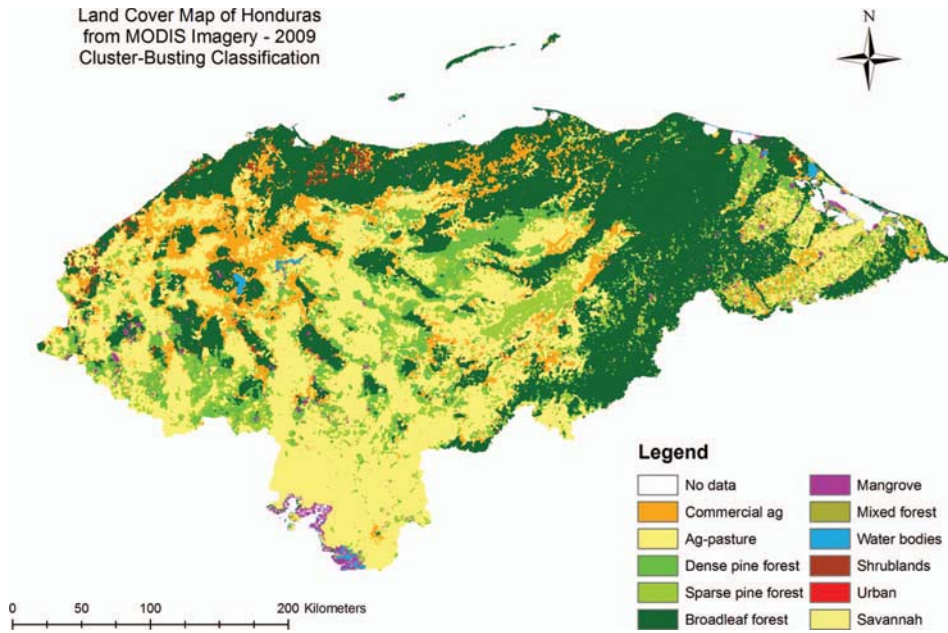 Land Cover Map of Honduras
from MODIS Imagery - 2009
Cluster-Busting Classification
N
Legend
No data
Commercial ag
Ag-pasture
Dense pine forest
Sparse pine forest
Broadleaf forest
Mangrove
Mixed forest
Water bodies
Shrublands
Urban
Savannah
0 50 100 200 Kilometers